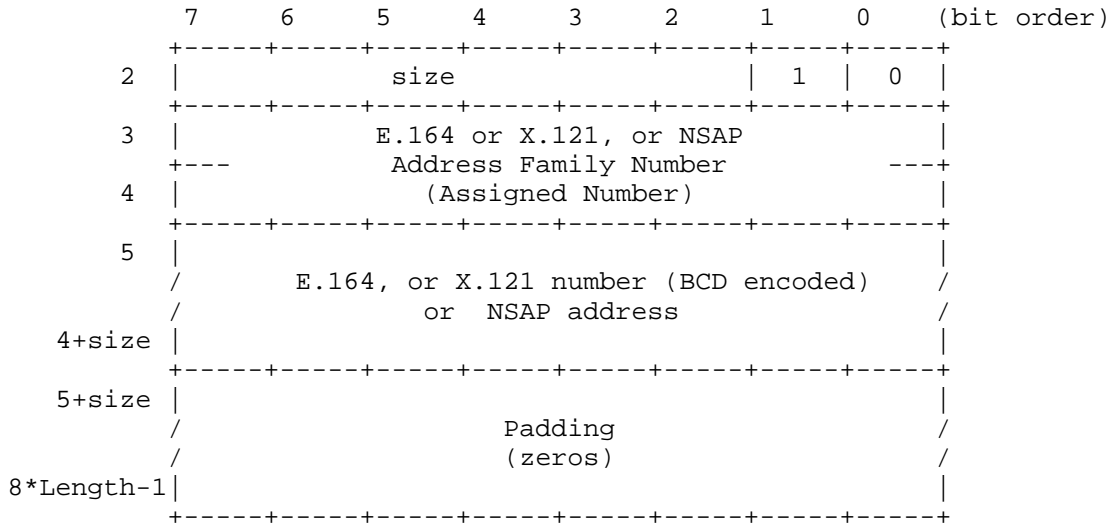 7 6 5 4 3 2 1 0 (bit order)
+-----+-----+-----+-----+-----+-----+-----+-----+
2 | size | 1 | 0 |
+-----+-----+-----+-----+-----+-----+-----+-----+
3 | E.164 or X.121, or NSAP |
+--- Address Family Number ---+
4 | (Assigned Number) |
+-----+-----+-----+-----+-----+-----+-----+-----+
5 | |
/ E.164, or X.121 number (BCD encoded) /
/ or NSAP address /
4+size | |
+-----+-----+-----+-----+-----+-----+-----+-----+
5+size | |
/ Padding /
/ (zeros) /
8*Length-1| |
+-----+-----+-----+-----+-----+-----+-----+-----+